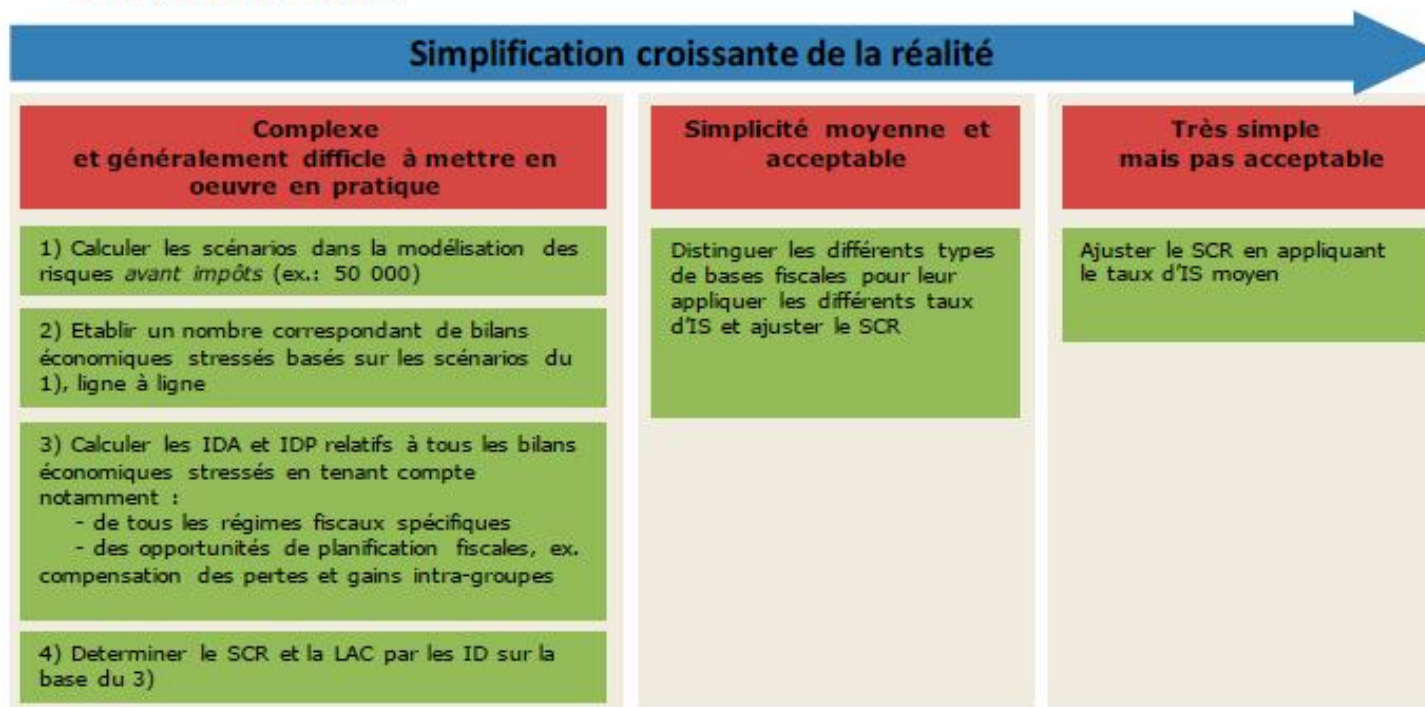 Simplification croissante de la réalité
Complexe
et généralement difficile à mettre en
oeuvre en pratique
1) Calculer les scénarios dans la modélisation des
risques avant impôts (ex.: 50 000)
2) Etablir un nombre correspondant de bilans
économiques stressés basés sur les scénarios du
1), ligne à ligne
3) Calculer les IDA et IDP relatifs à tous les bilans
économiques stressés en tenant compte
notamment :
- de tous les régimes fiscaux spécifiques
- des opportunités de planification fiscales, ex.
compensation des pertes et gains intra-groupes
4) Determiner le SCR et la LAC par les ID sur la
base du 3)
Simplicité moyenne et
acceptable
Distinguer les différents types
de bases fiscales pour leur
appliquer les différents taux
d'IS et ajuster le SCR
Très simple
mais pas acceptable
Ajuster le SCR en appliquant
le taux d'IS moyen